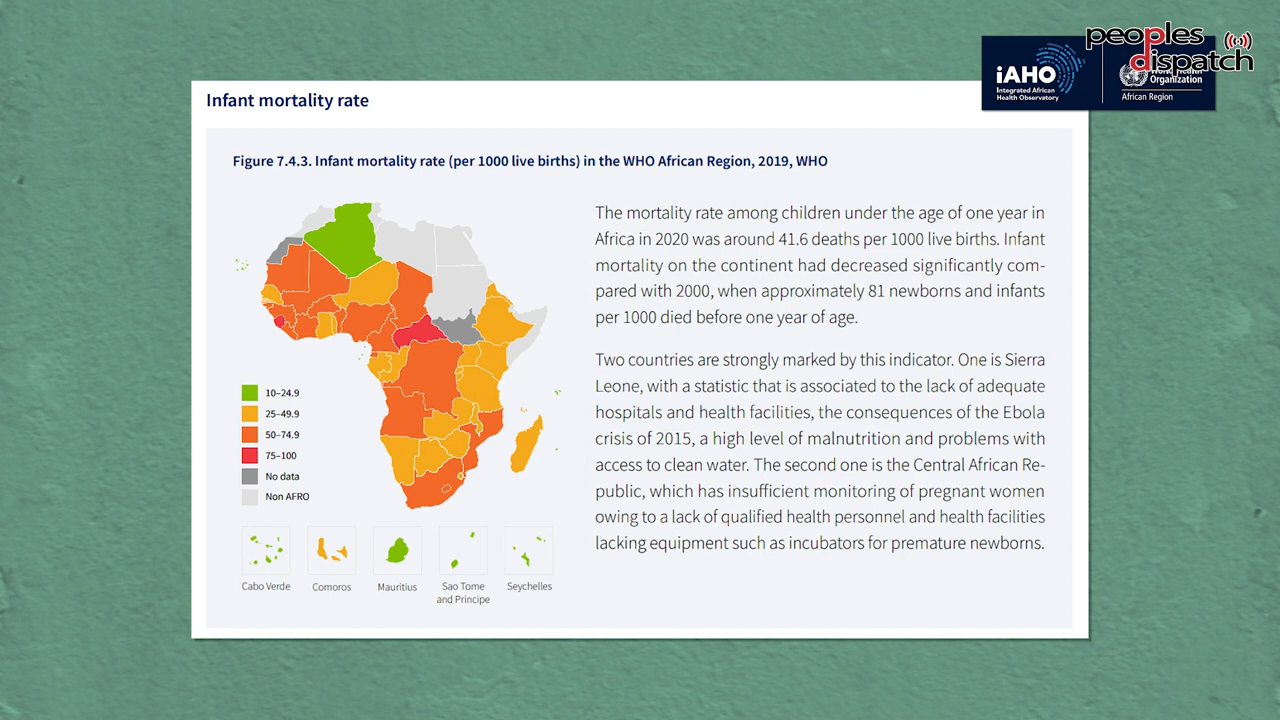 peoples
dispatch
iAHO
Integrated African
Health Observatory
World Health
Organization
African Region
Infant mortality rate
Figure 7.4.3. Infant mortality rate (per 1000 live births) in the WHO African Region, 2019, WHO
The mortality rate among children under the age of one year in
Africa in 2020 was around 41.6 deaths per 1000 live births. Infant
mortality on the continent had decreased significantly com-
pared with 2000, when approximately 81 newborns and infants
per 1000 died before one year of age.
Two countries are strongly marked by this indicator. One is Sierra
Leone, with a statistic that is associated to the lack of adequate
hospitals and health facilities, the consequences of the Ebola
crisis of 2015, a high level of malnutrition and problems with
access to clean water. The second one is the Central African Re-
public, which has insufficient monitoring of pregnant women
owing to a lack of qualified health personnel and health facilities
lacking equipment such as incubators for premature newborns.
10–24.9
25–49.9
50–74.9
75–100
No data
Non AFRO
Cabo Verde
Comoros
Mauritius
Sao Tome
and Principe
Seychelles